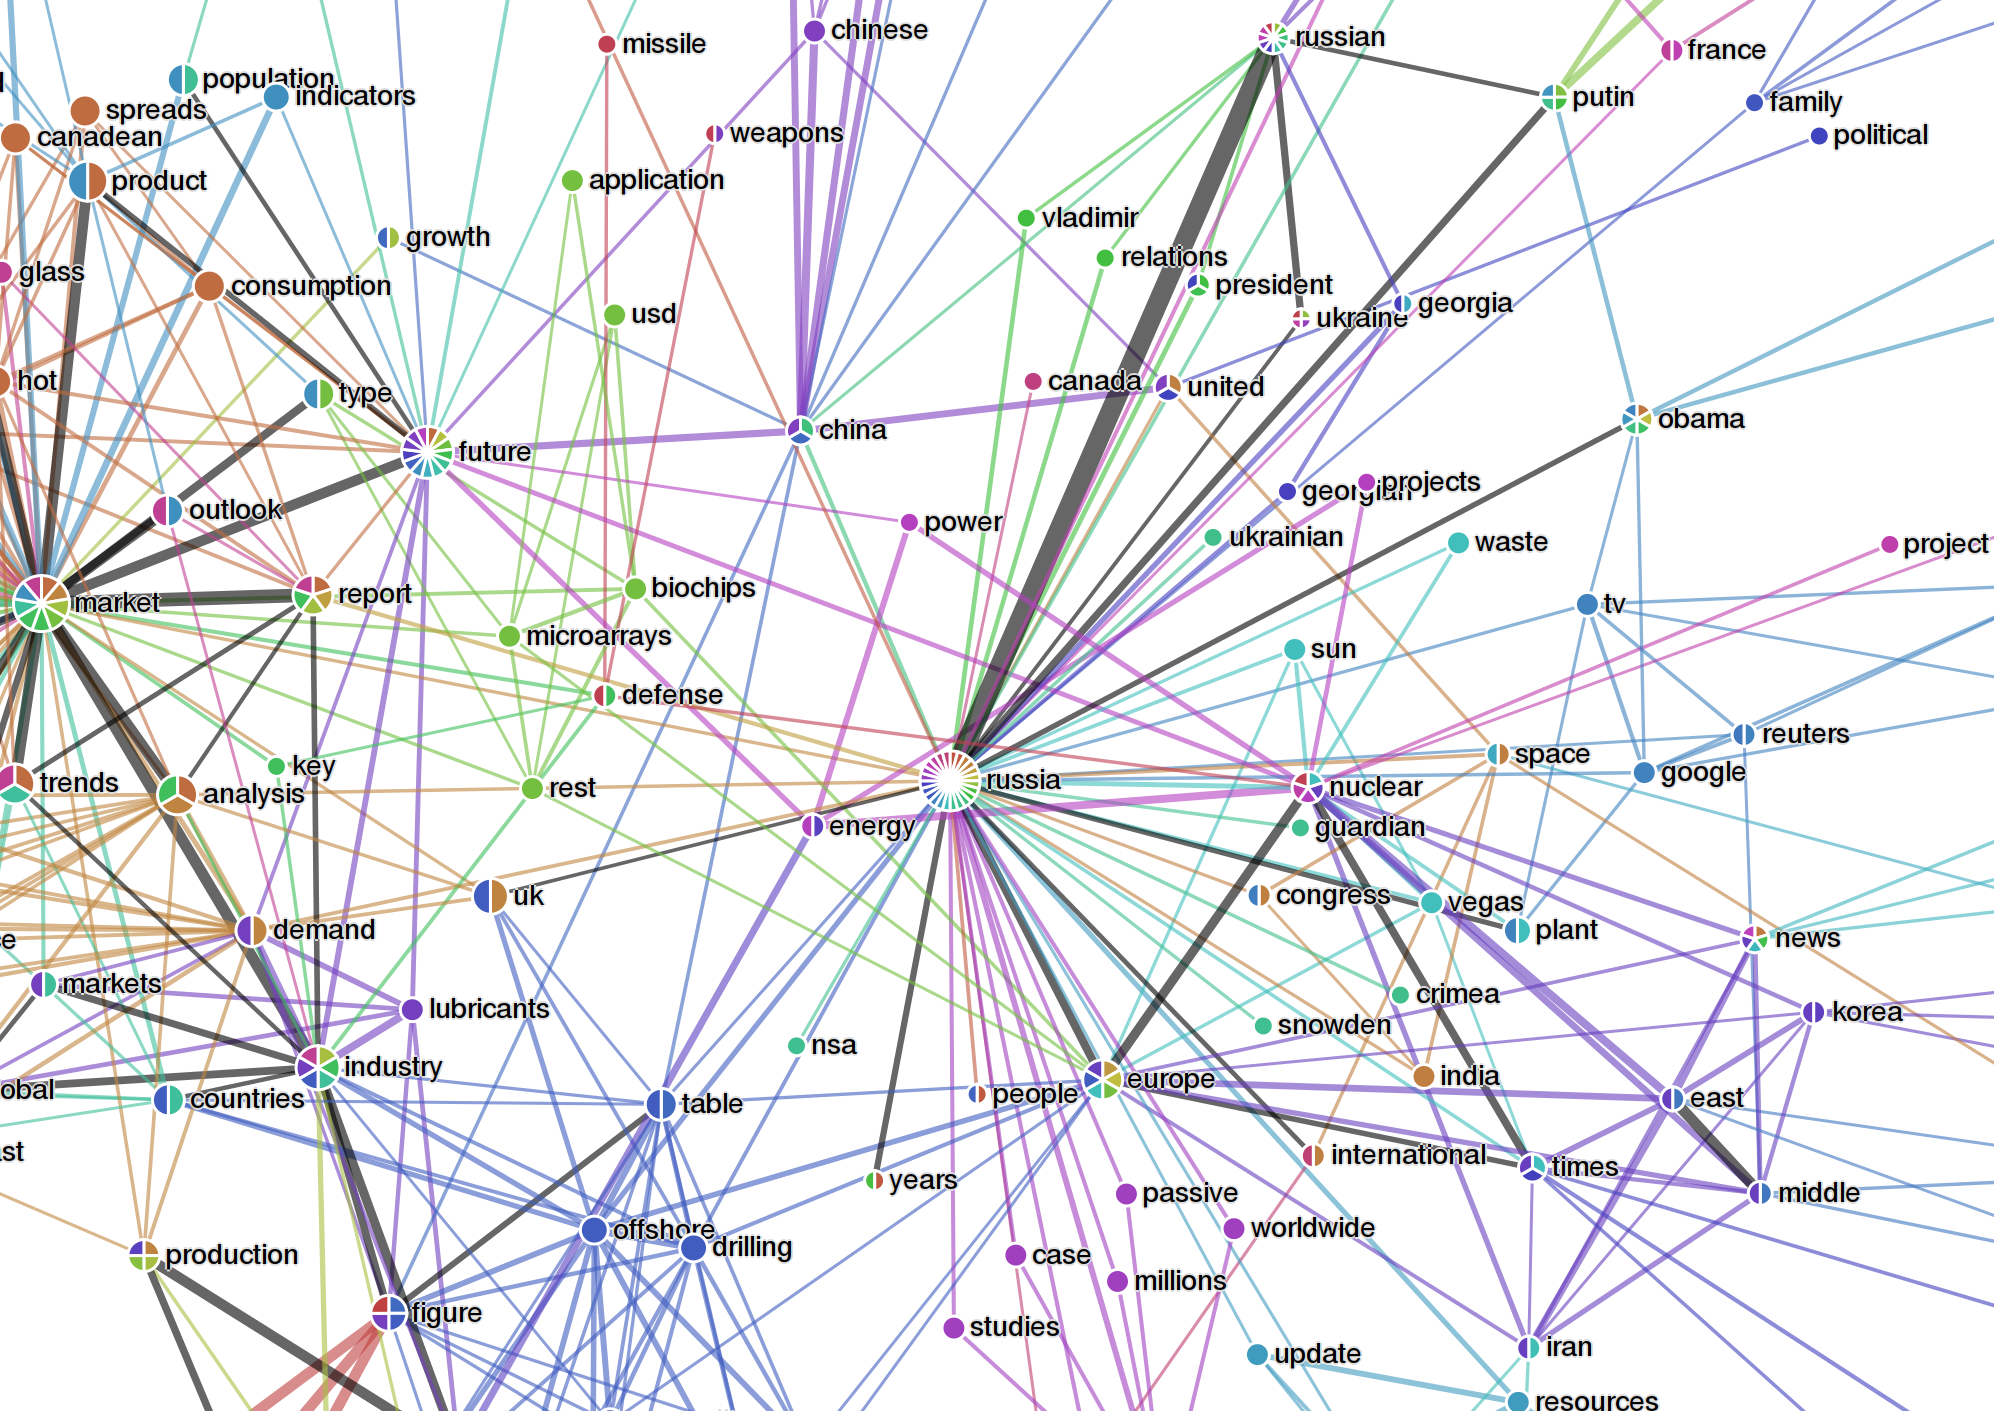 chinese
missile
russian
france
population
indicators
spreads
canadean
weapons
putin
family
political
product
application
growth
vladimir
relations
president
glass
consumption
usd
ukraine
georgia
hot
type
canada
united
china
obama
future
outlook
power
georgian
projects
ukrainian
waste
project
market
report
biochips
microarrays
tv
sun
defense
reuters
space
google
trends
analysis
key
rest
russia
nuclear
energy
guardian
uk
congress
vegas
plant
demand
news
markets
lubricants
crimea
korea
snowden
nsa
industry
obal
countries
table
people
europe
india
east
st
international
times
middle
years
passive
worldwide
offshore
drilling
production
case
millions
figure
studies
update
iran
resources